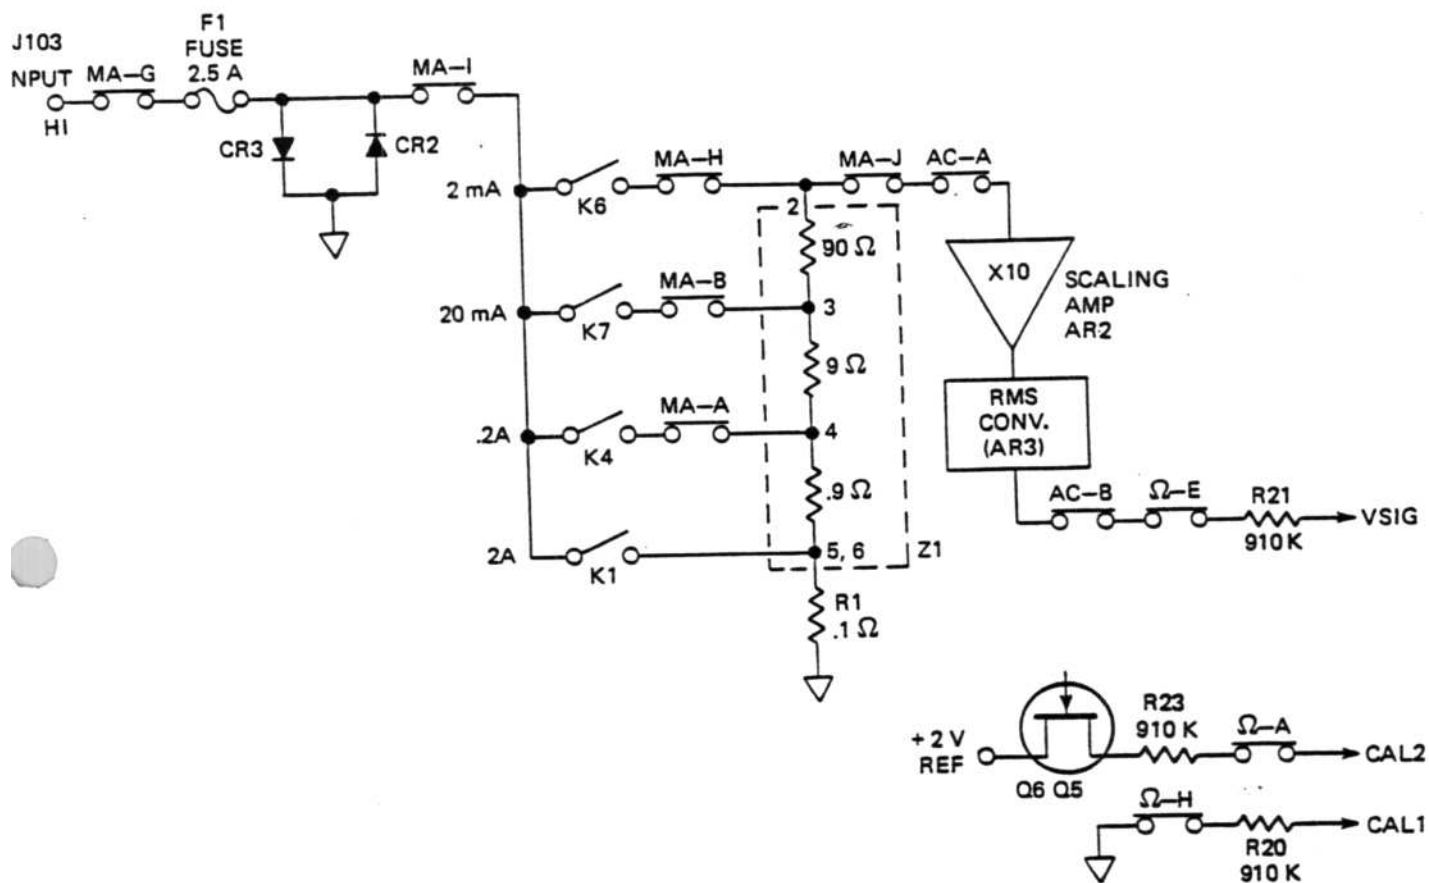 J103
F1
FUSE
2.5 A
NPUT
MA–G
MA–I
HI
CR3
CR2
2 mA
K6
MA–H
MA–J
AC–A
2
90 Ω
X10
SCALING
AMP
AR2
20 mA
K7
MA–B
3
9 Ω
RMS
CONV.
(AR3)
.2A
K4
MA–A
4
.9 Ω
AC–B
Ω–E
R21
910 K
VSIG
2A
K1
5, 6
Z1
R1
.1 Ω
+ 2 V
REF
Q6 Q5
R23
910 K
Ω–A
CAL2
Ω–H
R20
910 K
CAL1